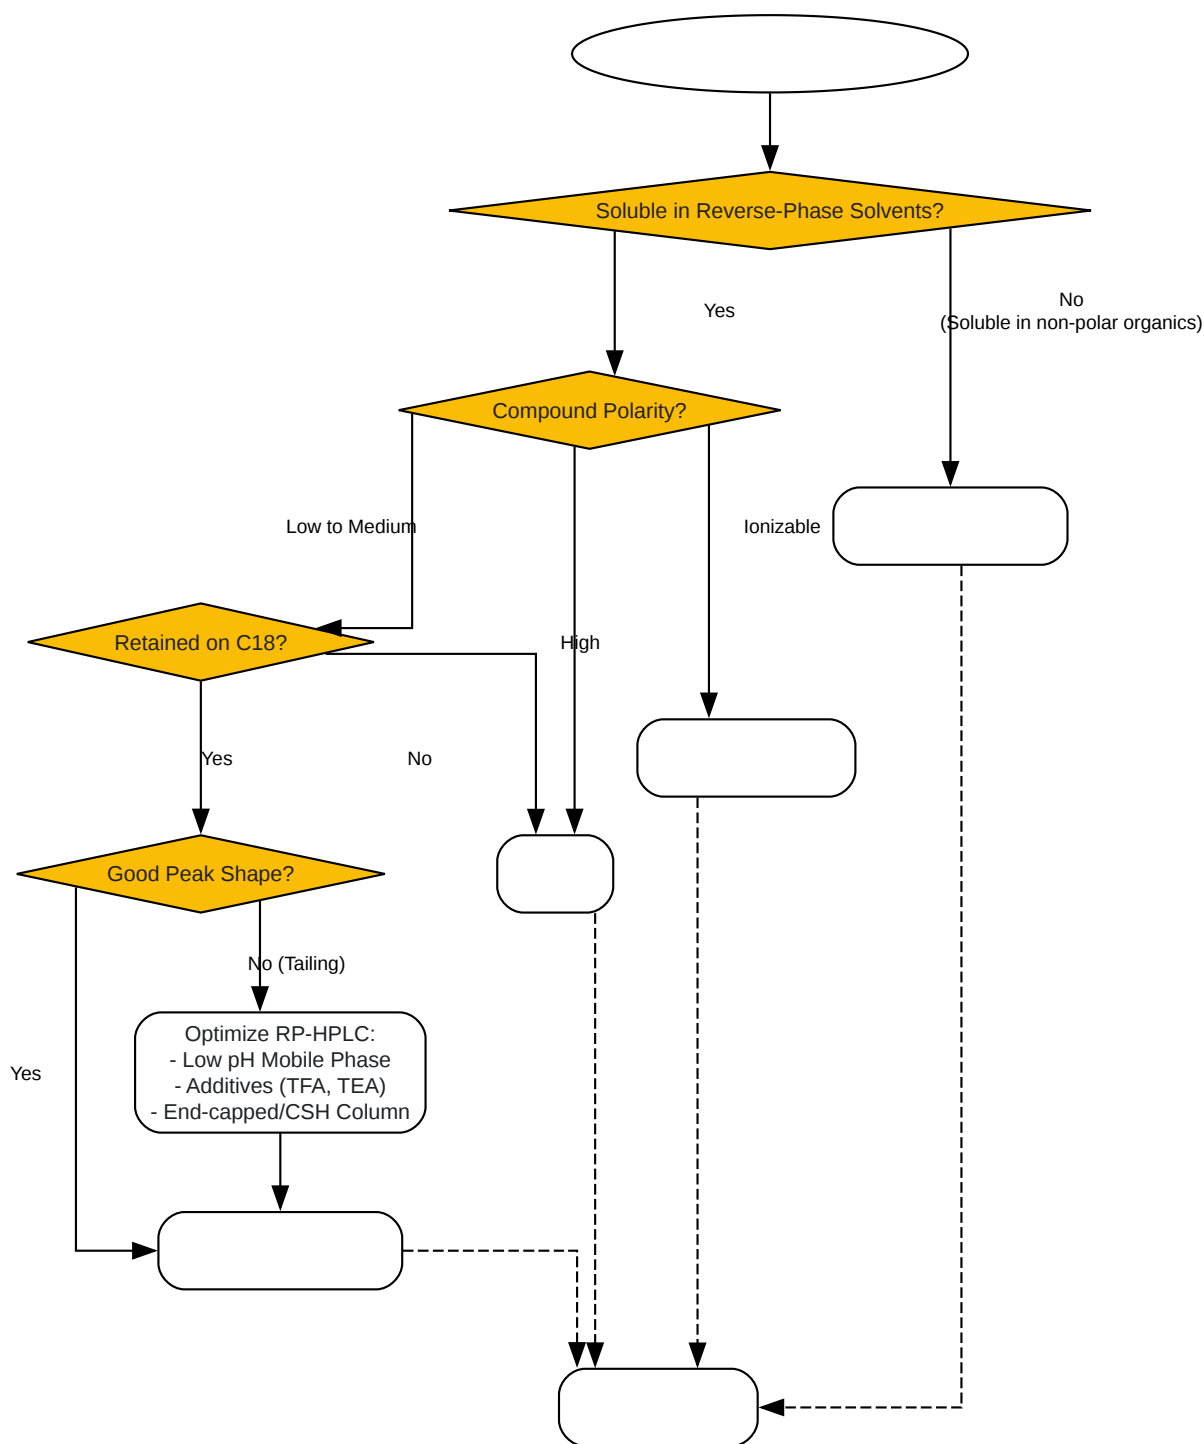 Soluble in Reverse-Phase Solvents?
Yes
No
(Soluble in non-polar organics)
Compound Polarity?
Low to Medium
Ionizable
High
Retained on C18?
Yes
No
Good Peak Shape?
No (Tailing)
Yes
Optimize RP-HPLC:
- Low pH Mobile Phase
- Additives (TFA, TEA)
- End-capped/CSH Column